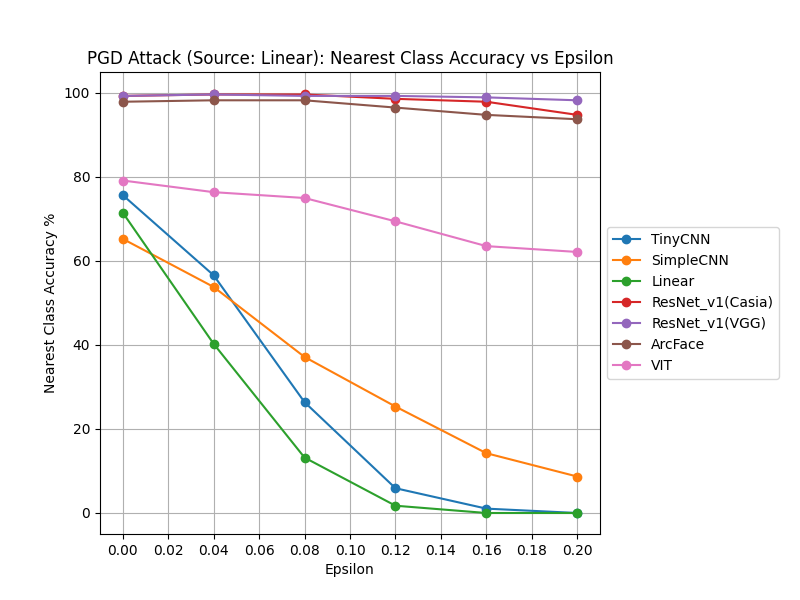 PGD Attack (Source: Linear): Nearest Class Accuracy vs Epsilon
Nearest Class Accuracy %
100
80
60
40
20
0
0.00 0.02 0.04 0.06 0.08 0.10 0.12 0.14 0.16 0.18 0.20
Epsilon
TinyCNN
SimpleCNN
Linear
ResNet_v1(Casia)
ResNet_v1(VGG)
ArcFace
VIT